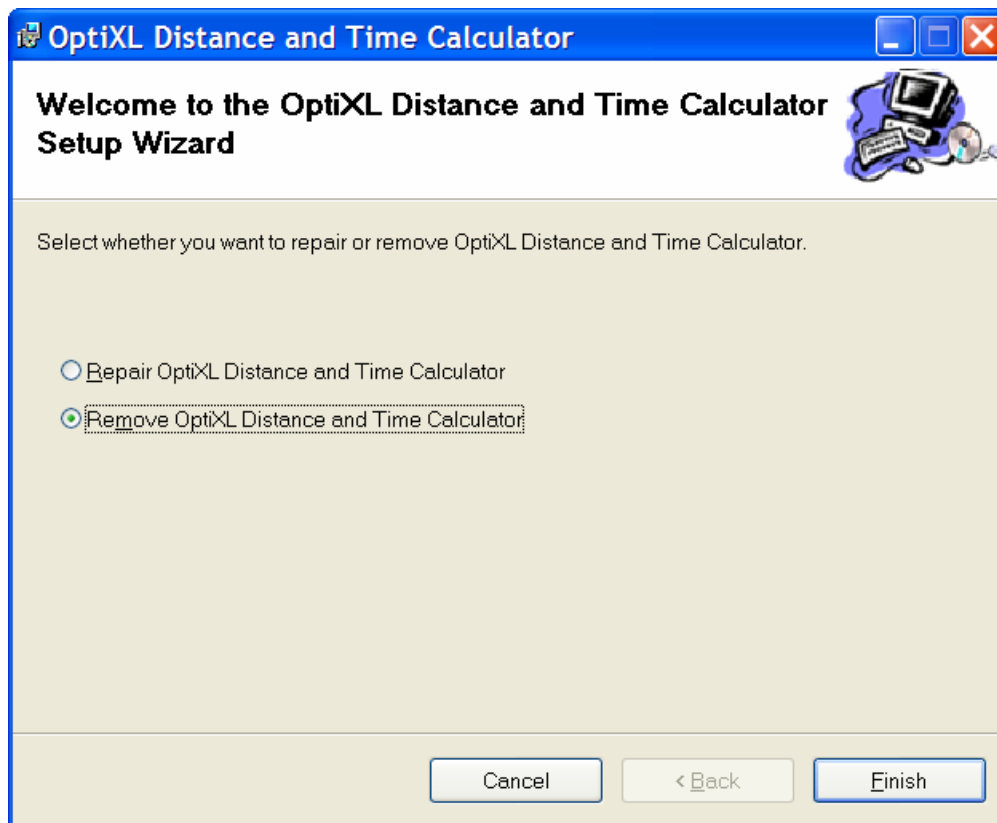 OptiXL Distance and Time Calculator
Welcome to the OptiXL Distance and Time Calculator
Setup Wizard
Select whether you want to repair or remove OptiXL Distance and Time Calculator.
Repair OptiXL Distance and Time Calculator
Remove OptiXL Distance and Time Calculator
Cancel
< Back
Finish